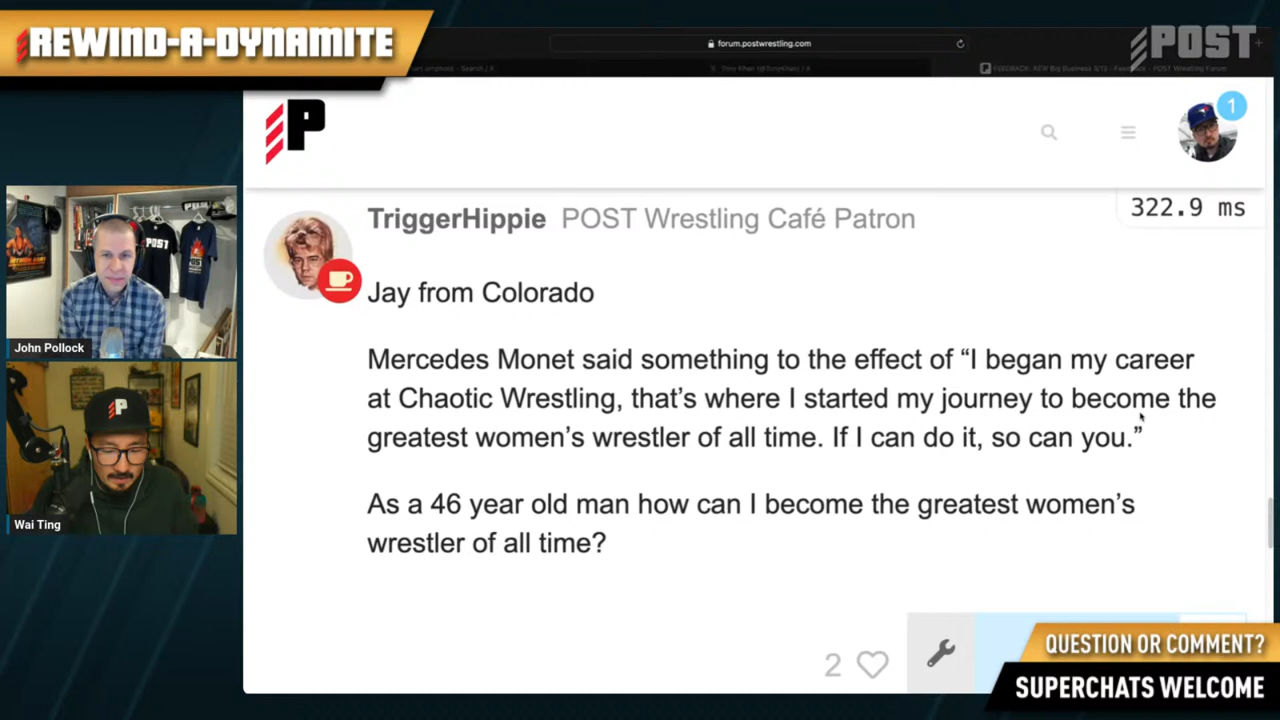 REWIND-A-DYNAMITE
forum.postwrestling.com
POST
P
1
TriggerHippie POST Wrestling Café Patron
322.9 ms
Jay from Colorado
Mercedes Monet said something to the effect of “I began my career
at Chaotic Wrestling, that’s where I started my journey to become the
greatest women’s wrestler of all time. If I can do it, so can you.”
As a 46 year old man how can I become the greatest women’s
wrestler of all time?
2
POST
John Pollock
P
Wai Ting
QUESTION OR COMMENT?
SUPERCHATS WELCOME